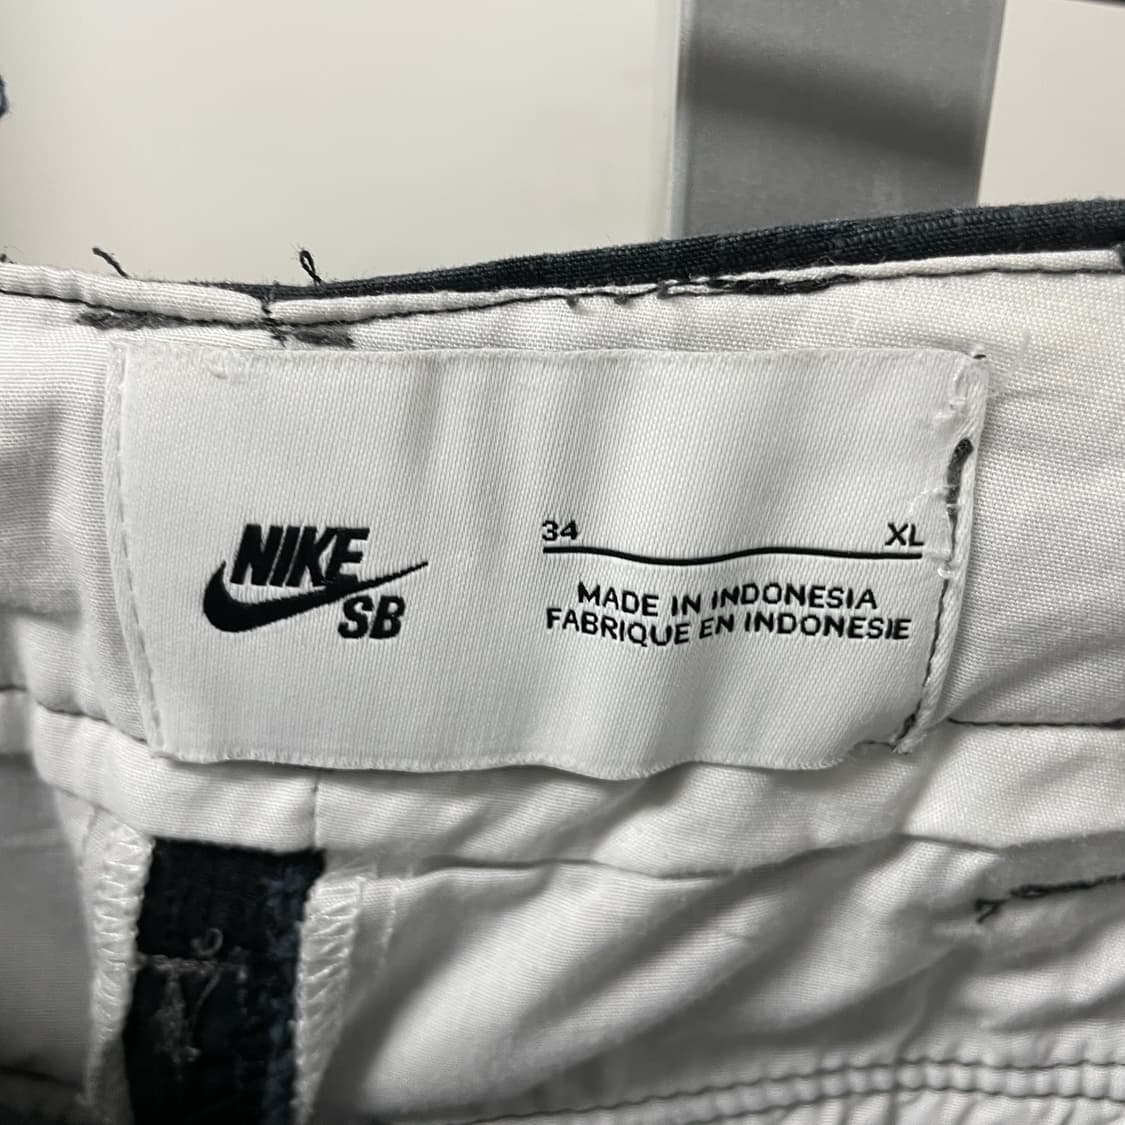 NIKE
SB
34 XL
MADE IN INDONESIA
FABRIQUE EN INDONESIE